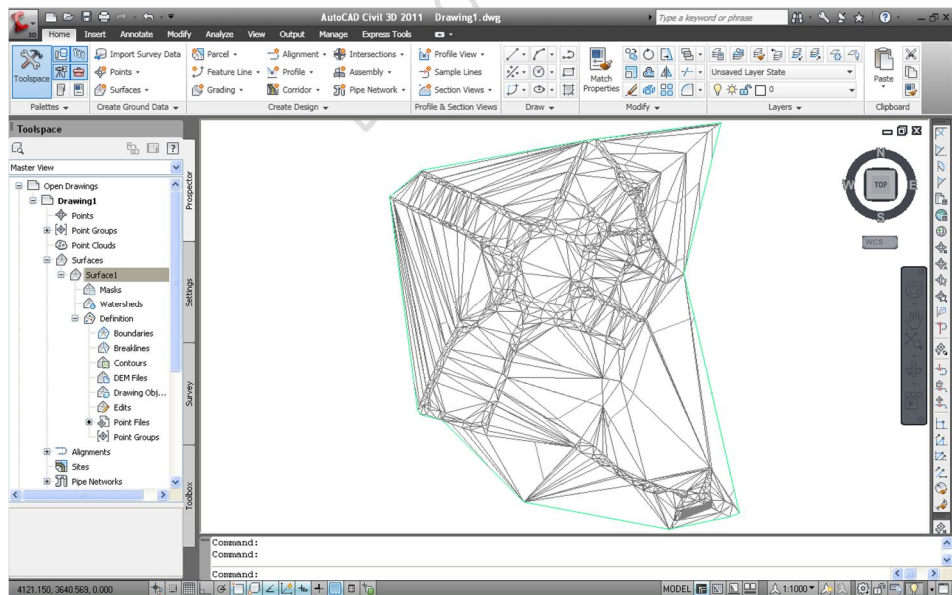 AutoCAD Civil 3D 2011 Drawing1.dwg
Type a keyword or phrase
3D
Home Insert Annotate Modify Analyze View Output Manage Express Tools
Toolspace
Import Survey Data
Points
Surfaces
Parcel
Feature Line
Grading
Alignment
Profile
Corridor
Intersections
Assembly
Pipe Network
Profile View
Sample Lines
Section Views
Match
Properties
Unsaved Layer State
0
Paste
Palettes
Create Ground Data
Create Design
Profile & Section Views
Draw
Modify
Layers
Clipboard
Toolspace
Master View
Open Drawings
Drawing1
Points
Point Groups
Point Clouds
Surfaces
Surface1
Masks
Watersheds
Definition
Boundaries
Breaklines
Contours
DEM Files
Drawing Obj...
Edits
Point Files
Point Groups
Alignments
Sites
Pipe Networks
Prospector
Settings
Survey
Toolbox
N
W
TOP
E
S
WCS
Command:
Command:
Command:
4121.150, 3640.569, 0.000
MODEL
1:1000